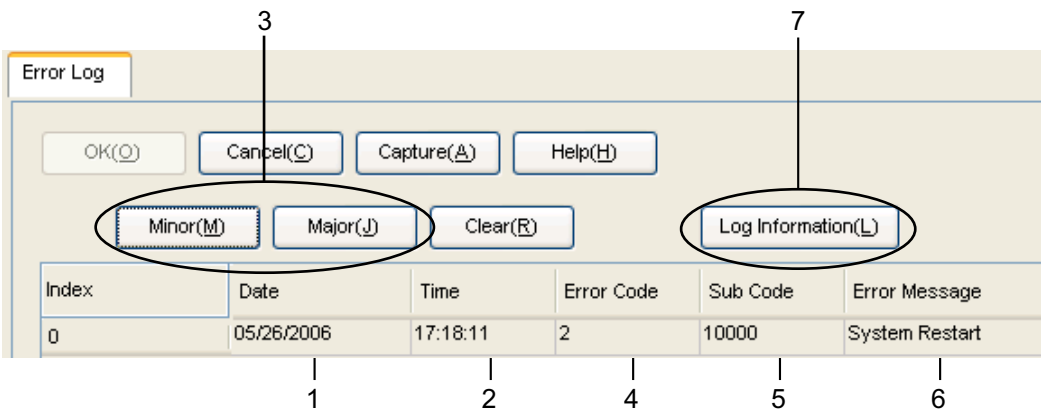 3 7
Error Log
OK(O) Cancel(C) Capture(A) Help(H)
Minor(M) Major(J) Clear(R) Log Information(L)
Index Date Time Error Code Sub Code Error Message
0 05/26/2006 17:18:11 2 10000 System Restart
1 2 4 5 6